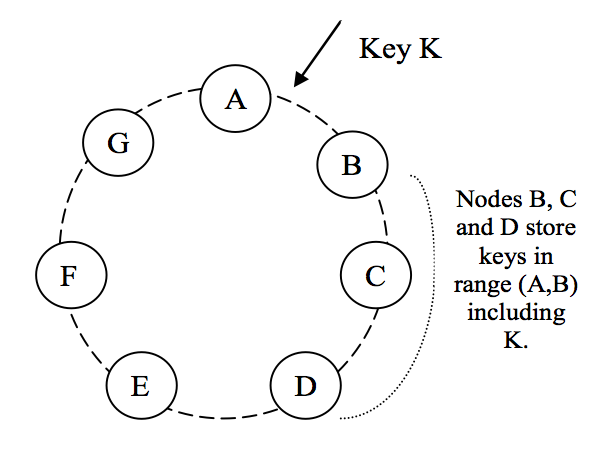 Key K
A
B
C
D
E
F
G
Nodes B, C
and D store
keys in
range (A,B)
including
K.